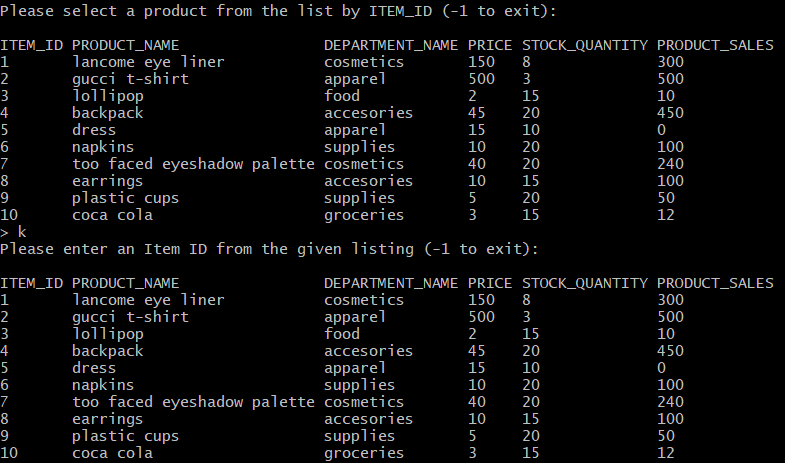 Please select a product from the list by ITEM_ID (-1 to exit):
ITEM_ID PRODUCT_NAME DEPARTMENT_NAME PRICE STOCK_QUANTITY PRODUCT_SALES
1 lancome eye liner cosmetics 150 8 300
2 gucci t-shirt apparel 500 3 500
3 lollipop food 2 15 10
4 backpack accesories 45 20 450
5 dress apparel 15 10 0
6 napkins supplies 10 20 100
7 too faced eyeshadow palette cosmetics 40 20 240
8 earrings accesories 10 15 100
9 plastic cups supplies 5 20 50
10 coca cola groceries 3 15 12
> k
Please enter an Item ID from the given listing (-1 to exit):
ITEM_ID PRODUCT_NAME DEPARTMENT_NAME PRICE STOCK_QUANTITY PRODUCT_SALES
1 lancome eye liner cosmetics 150 8 300
2 gucci t-shirt apparel 500 3 500
3 lollipop food 2 15 10
4 backpack accesories 45 20 450
5 dress apparel 15 10 0
6 napkins supplies 10 20 100
7 too faced eyeshadow palette cosmetics 40 20 240
8 earrings accesories 10 15 100
9 plastic cups supplies 5 20 50
10 coca cola groceries 3 15 12